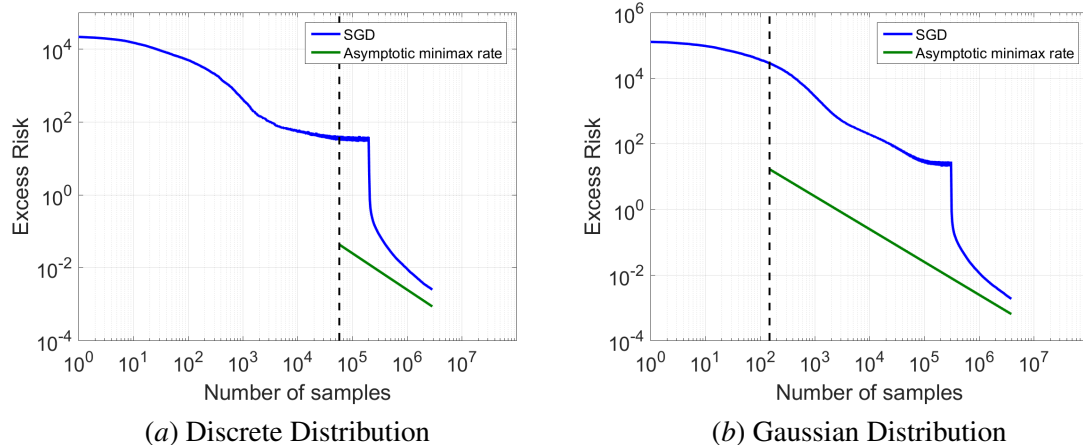 SGD
Asymptotic minimax rate
Excess Risk
10^4
10^2
10^0
10^-2
10^-4
10^0 10^1 10^2 10^3 10^4 10^5 10^6 10^7
Number of samples
(a) Discrete Distribution
SGD
Asymptotic minimax rate
Excess Risk
10^6
10^4
10^2
10^0
10^-2
10^-4
10^0 10^1 10^2 10^3 10^4 10^5 10^6 10^7
Number of samples
(b) Gaussian Distribution